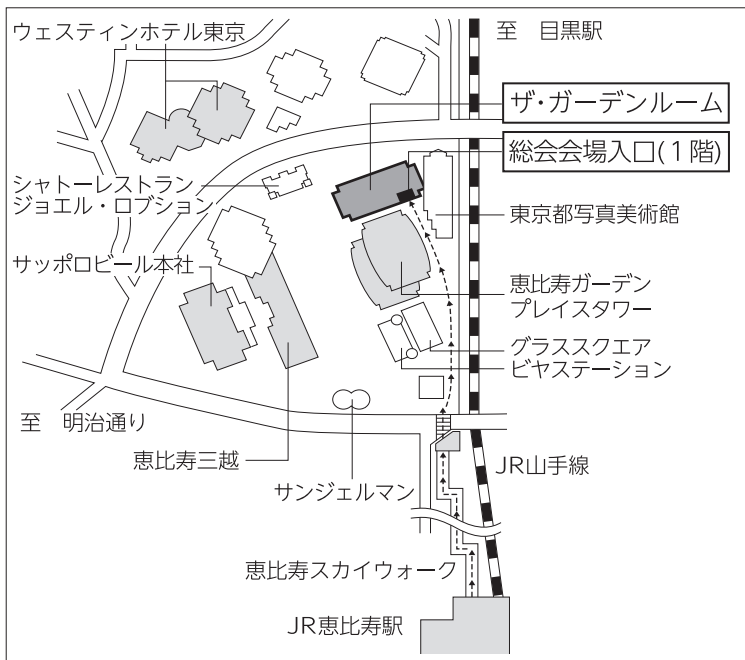 ウェスティンホテル東京
至 目黒駅
ザ・ガーデンルーム
総会会場入口(1階)
シャトーレストラン
ジョエル・ロブション
東京都写真美術館
サッポロビール本社
恵比寿ガーデン
プレイスタワー
グラススクエア
ビヤステーション
至 明治通り
恵比寿三越
JR山手線
サンジェルマン
恵比寿スカイウォーク
JR恵比寿駅